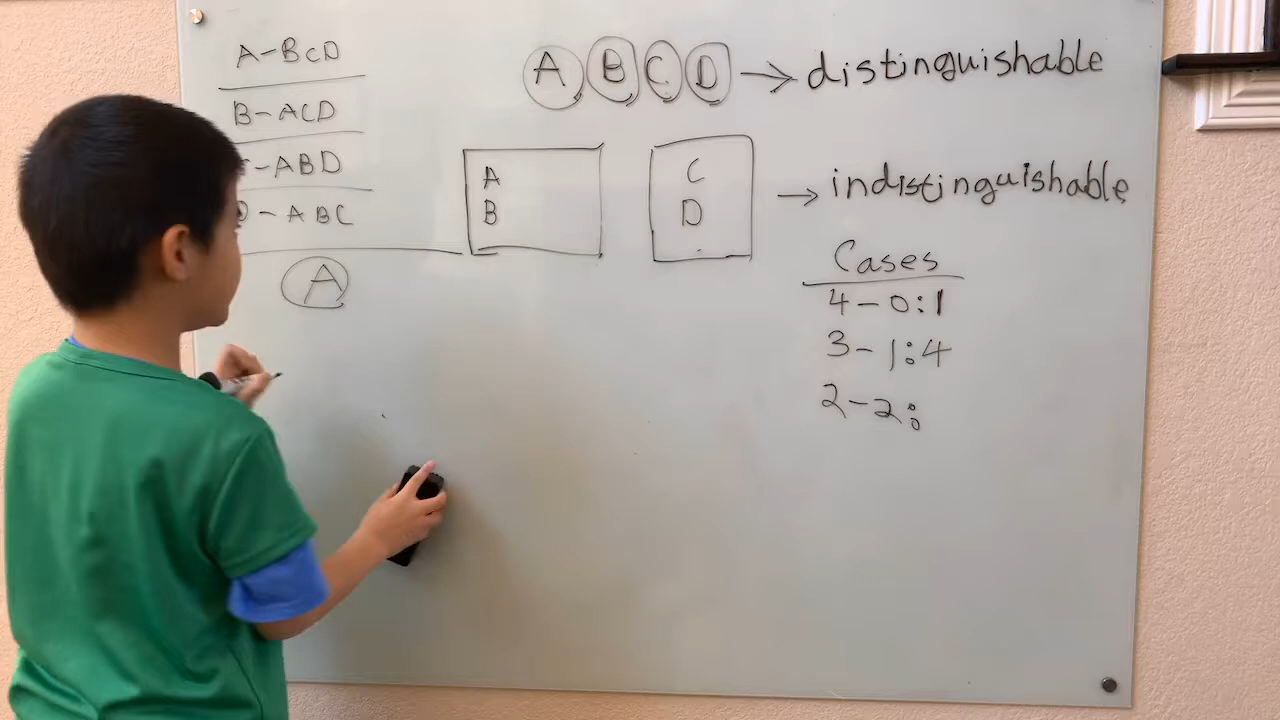 A-BCD
B-ACD
-ABD
D-ABC
A
A B C D → distinguishable
A
B
C
D
→ indistinguishable
Cases
4-0:1
3-1:4
2-2: